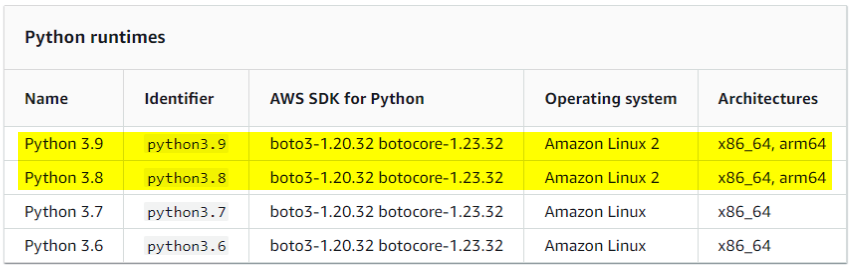 Python runtimes
Name Identifier AWS SDK for Python Operating system Architectures
Python 3.9 python3.9 boto3-1.20.32 botocore-1.23.32 Amazon Linux 2 x86_64, arm64
Python 3.8 python3.8 boto3-1.20.32 botocore-1.23.32 Amazon Linux 2 x86_64, arm64
Python 3.7 python3.7 boto3-1.20.32 botocore-1.23.32 Amazon Linux x86_64
Python 3.6 python3.6 boto3-1.20.32 botocore-1.23.32 Amazon Linux x86_64